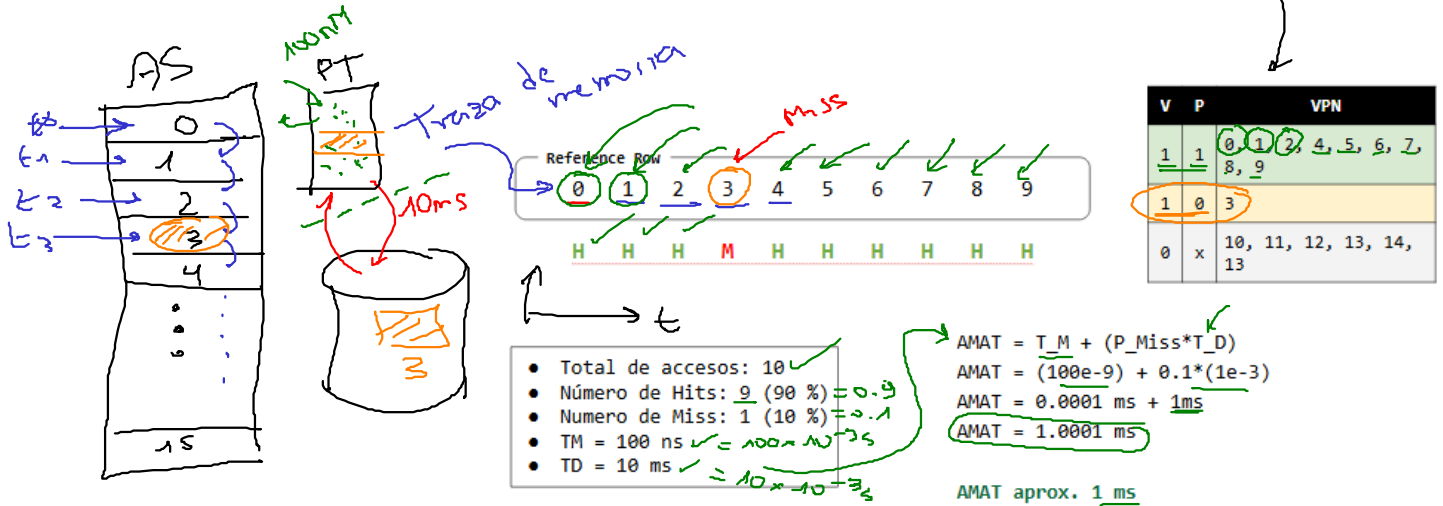 100nM
AS
PT
Traza de memoria
Miss
t0
0
t1
1
t2
2
t3
3
4
15
10ms
3
Reference Row
0 1 2 3 4 5 6 7 8 9
H H H M H H H H H H
t
V P VPN
1 1 0, 1, 2, 4, 5, 6, 7, 8, 9
1 0 3
0 x 10, 11, 12, 13, 14, 13
● Total de accesos: 10
● Número de Hits: 9 (90 %) = 0.9
● Numero de Miss: 1 (10 %) = 0.1
● TM = 100 ns = 100x10-9s
● TD = 10 ms = 10x10-3s
AMAT = T_M + (P_Miss*T_D)
AMAT = (100e-9) + 0.1*(1e-3)
AMAT = 0.0001 ms + 1ms
AMAT = 1.0001 ms
AMAT aprox. 1 ms